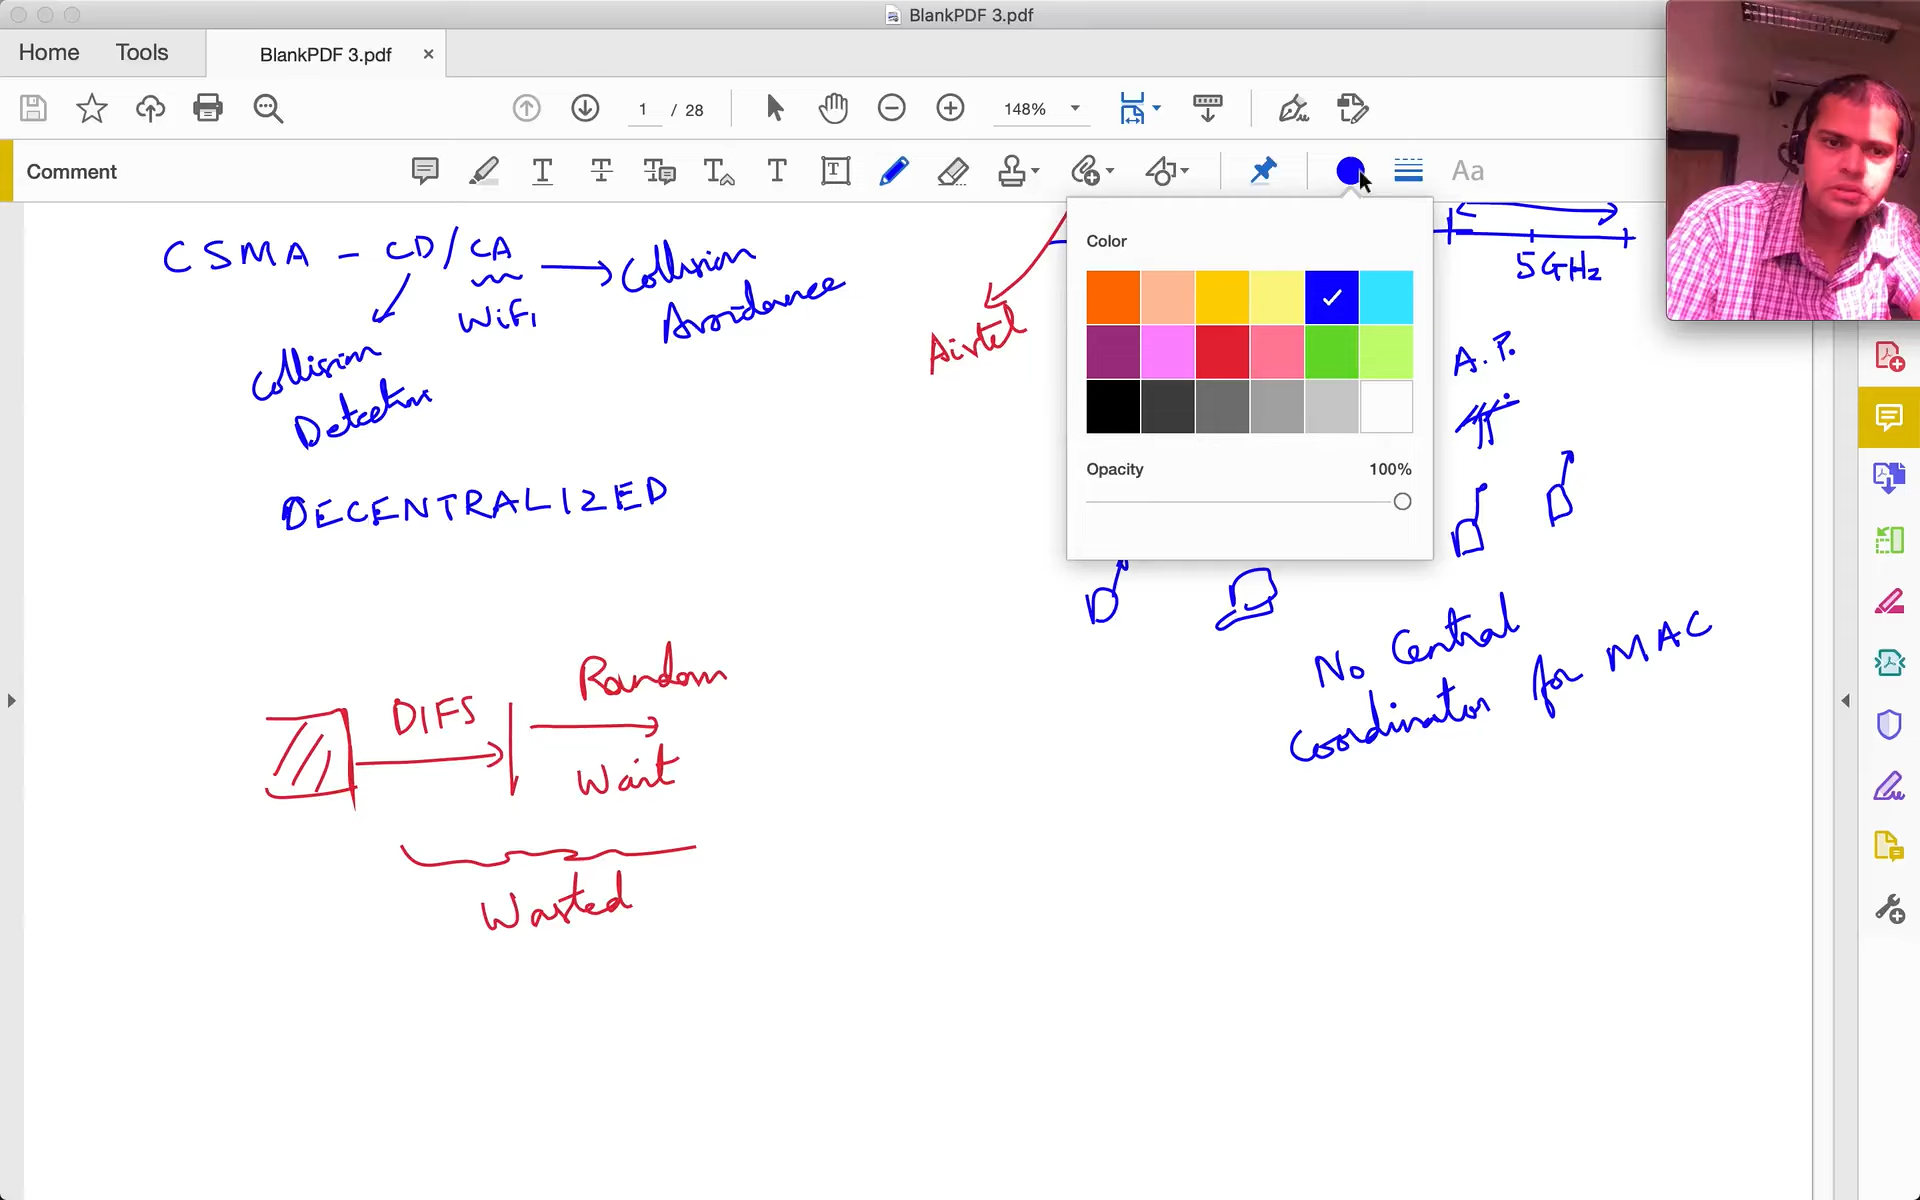 BlankPDF 3.pdf
Home
Tools
BlankPDF 3.pdf
1 / 28
148%
Comment
Aa
Color
Opacity
100%
CSMA - CD/CA
WiFi
Collision
Avoidance
Collision
Detection
DECENTRALIZED
Airtel
5GHz
A.P.
No Central
Coordinator for MAC
DIFS
Random
Wait
Wasted